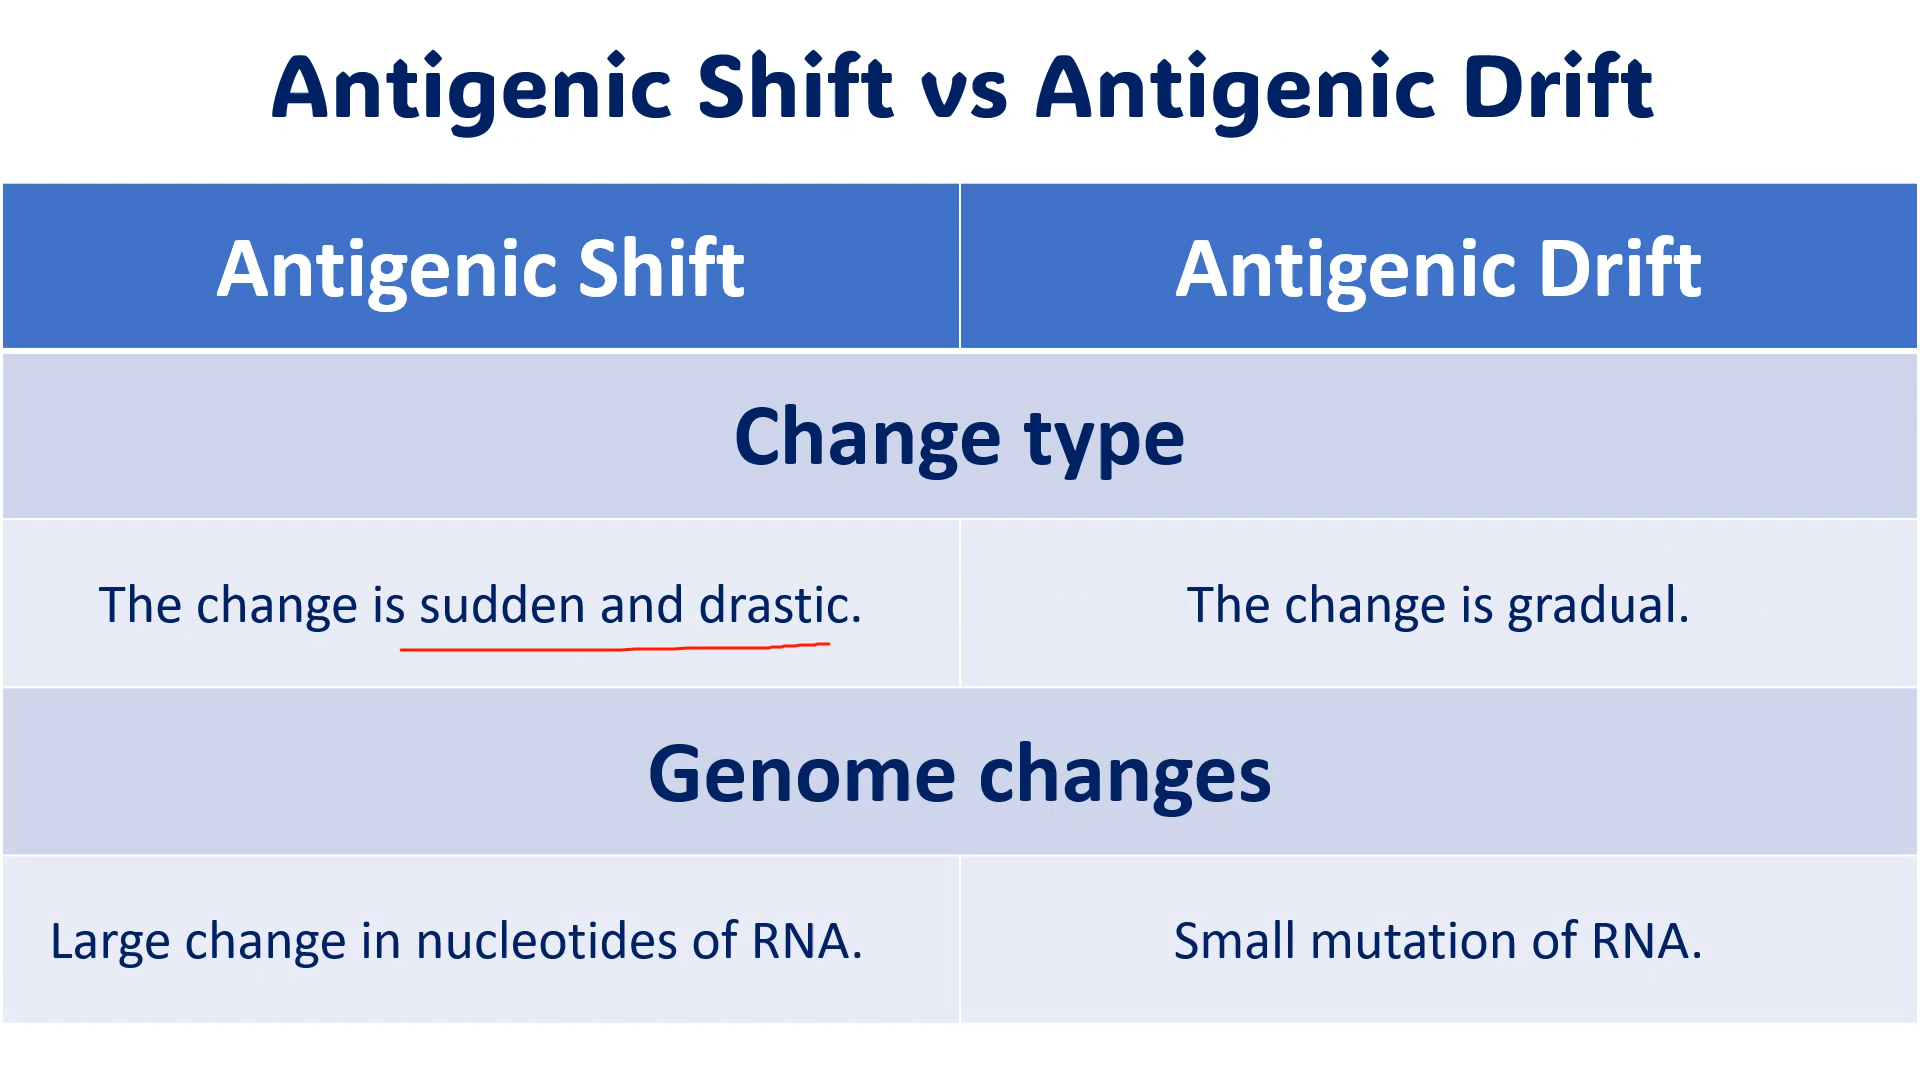 Antigenic Shift vs Antigenic Drift
Antigenic Shift
Antigenic Drift
Change type
The change is sudden and drastic.
The change is gradual.
Genome changes
Large change in nucleotides of RNA.
Small mutation of RNA.